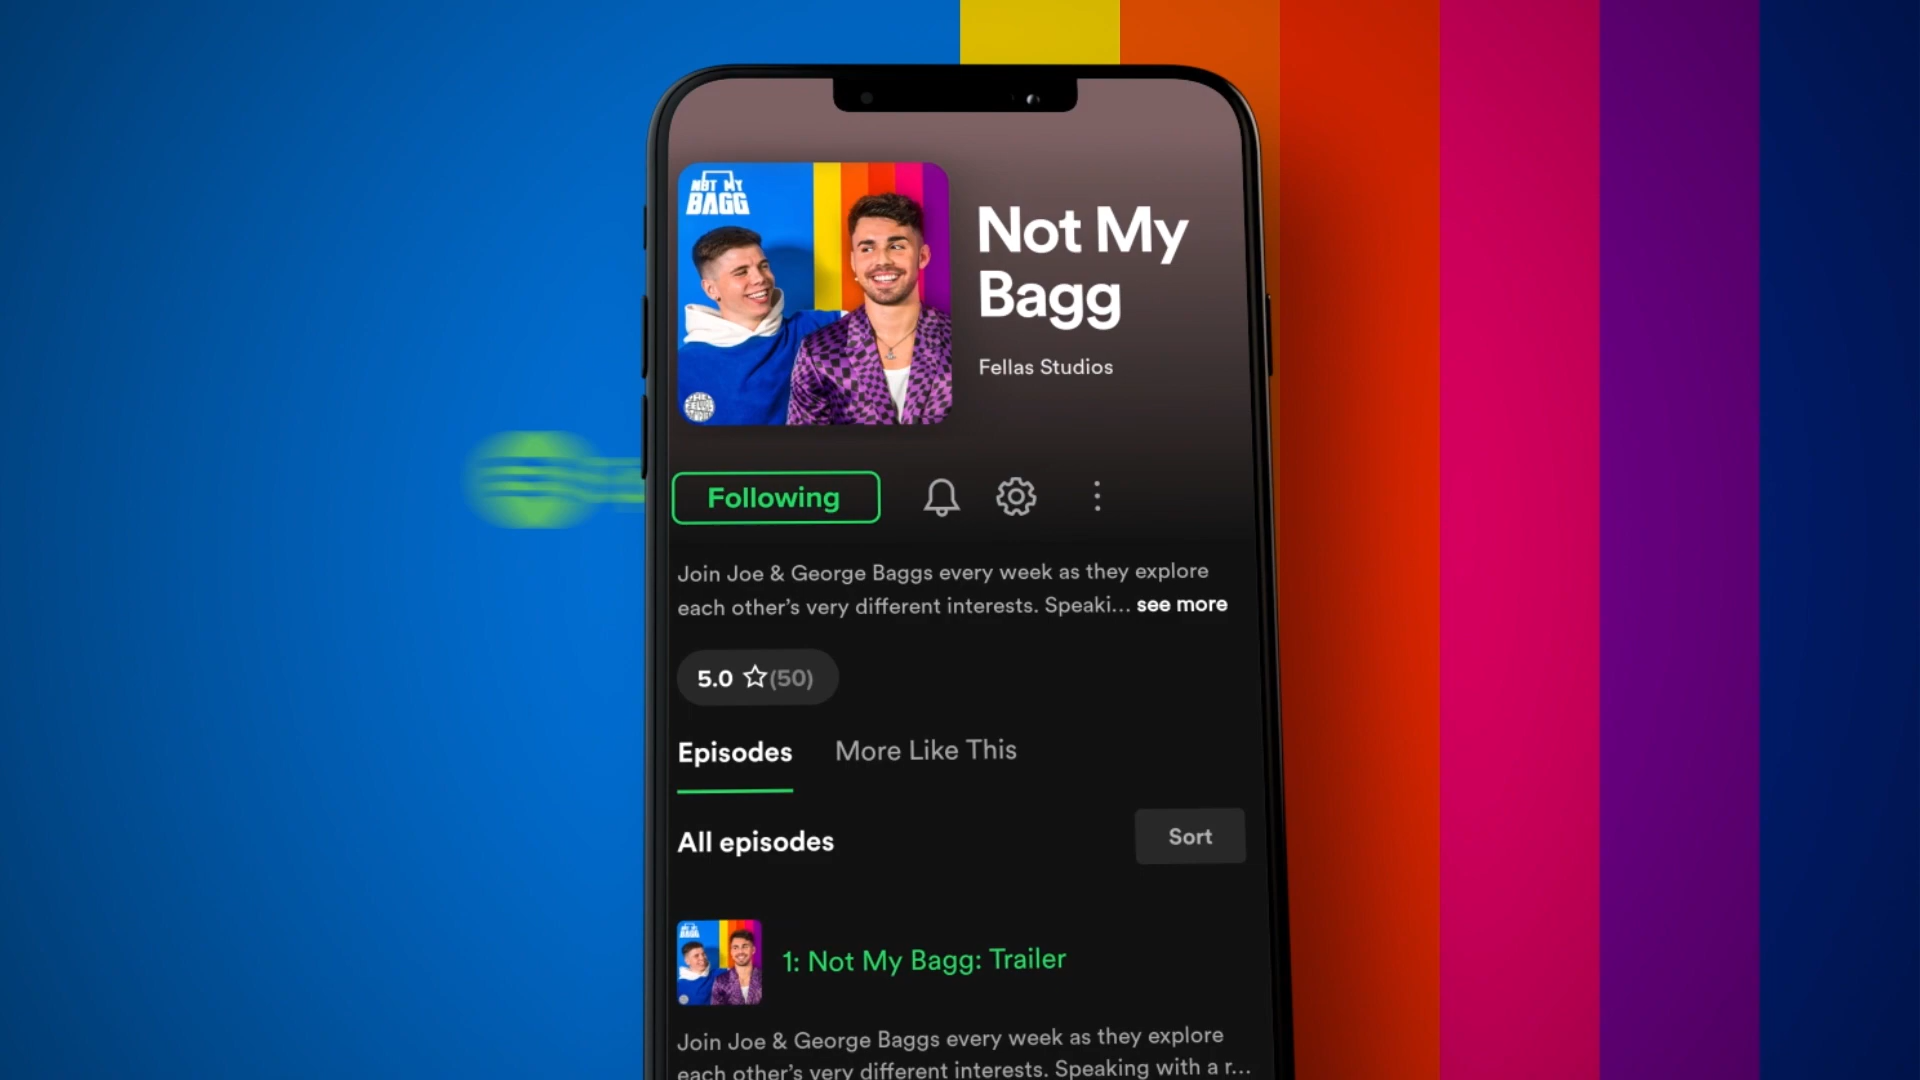 NOT MY
BAGG
Not My
Bagg
Fellas Studios
Following
Join Joe & George Baggs every week as they explore
each other’s very different interests. Speaki... see more
5.0 (50)
Episodes More Like This
All episodes
Sort
BAGG
1: Not My Bagg: Trailer
Join Joe & George Baggs every week as they explore
each other’s very different interests. Speaking with a r...